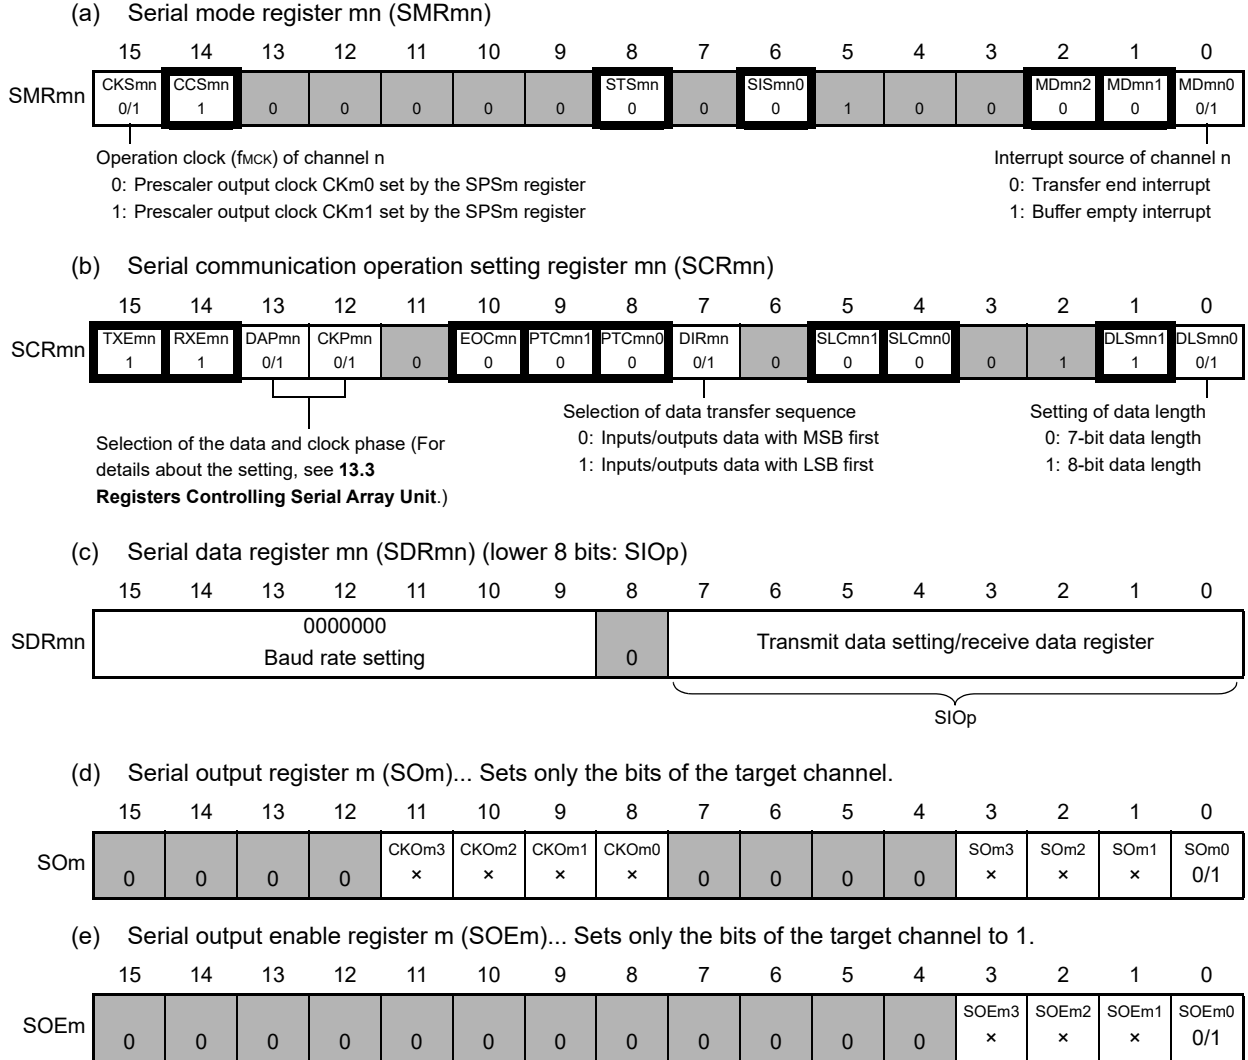 (a) Serial mode register mn (SMRmn)
15 14 13 12 11 10 9 8 7 6 5 4 3 2 1 0
SMRmn CKSmn CCSmn STSmn SISmn0 MDmn2 MDmn1 MDmn0
0/1 1 0 0 0 0 0 0 0 0 1 0 0 0 0 0/1
Operation clock (fMCK) of channel n
0: Prescaler output clock CKm0 set by the SPSm register
1: Prescaler output clock CKm1 set by the SPSm register
Interrupt source of channel n
0: Transfer end interrupt
1: Buffer empty interrupt
(b) Serial communication operation setting register mn (SCRmn)
15 14 13 12 11 10 9 8 7 6 5 4 3 2 1 0
SCRmn TXEmn RXEmn DAPmn CKPmn EOCmn PTCmn1 PTCmn0 DIRmn SLCmn1 SLCmn0 DLSmn1 DLSmn0
1 1 0/1 0/1 0 0 0 0 0/1 0 0 0 0 1 1 0/1
Selection of the data and clock phase (For
details about the setting, see 13.3
Registers Controlling Serial Array Unit.)
Selection of data transfer sequence
0: Inputs/outputs data with MSB first
1: Inputs/outputs data with LSB first
Setting of data length
0: 7-bit data length
1: 8-bit data length
(c) Serial data register mn (SDRmn) (lower 8 bits: SIOp)
15 14 13 12 11 10 9 8 7 6 5 4 3 2 1 0
SDRmn 0000000
Baud rate setting 0
Transmit data setting/receive data register
SIOp
(d) Serial output register m (SOm)... Sets only the bits of the target channel.
15 14 13 12 11 10 9 8 7 6 5 4 3 2 1 0
SOm CKOm3 CKOm2 CKOm1 CKOm0 SOm3 SOm2 SOm1 SOm0
0 0 0 0 × × × × 0 0 0 0 × × × 0/1
(e) Serial output enable register m (SOEm)... Sets only the bits of the target channel to 1.
15 14 13 12 11 10 9 8 7 6 5 4 3 2 1 0
SOEm SOEm3 SOEm2 SOEm1 SOEm0
0 0 0 0 0 0 0 0 0 0 0 0 × × × 0/1